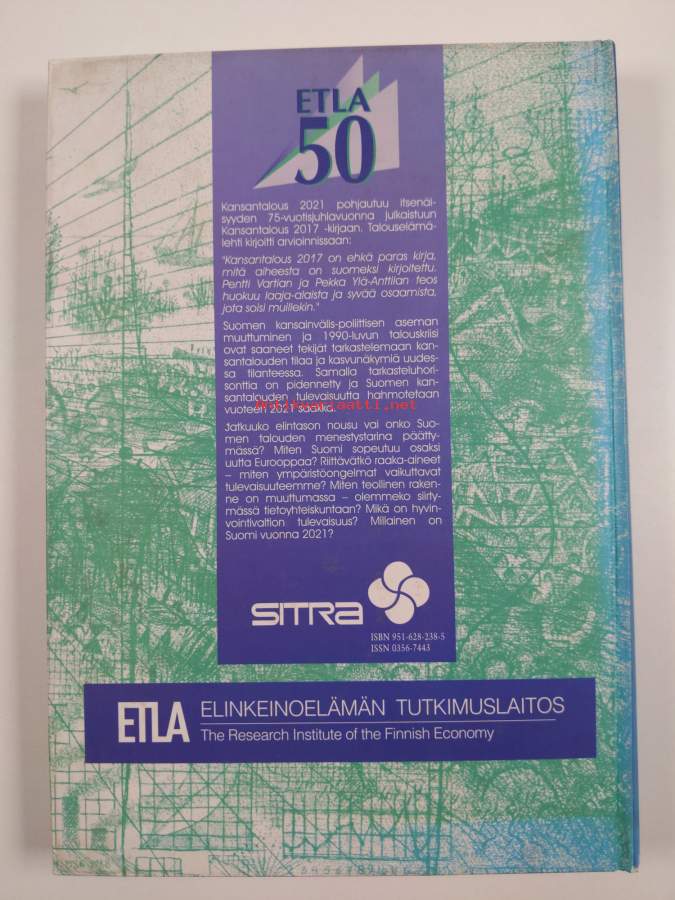 ETLA
50
Kansantalous 2021 pohjautuu itsenäi-
syyden 75-vuotisjuhlavuonna julkaistuun
Kansantalous 2017 -kirjaan. Talouselämä-
lehti kirjoitti arvioinnissaan:
"Kansantalous 2017 on ehkä paras kirja,
mitä aiheesta on suomeksi kirjoitettu.
Pentti Vartian ja Pekka Ylä-Anttilan teos
huokuu laaja-alaista ja syvää osaamista,
jota soisi muillekin."
Suomen kansainvälis-poliittisen aseman
muuttuminen ja 1990-luvun talouskriisi
ovat saaneet tekijät tarkastelemaan kan-
santalouden tilaa ja kasvunäkymiä uudes-
sa tilanteessa. Samalla tarkasteluhori-
sonttia on pidennetty ja Suomen kan-
santalouden tulevaisuutta hahmotetaan
vuoteen 2021 saakka.
Antikvariaatti.net
Jatkuuko elintason nousu vai onko Suo-
men talouden menestystarina päätty-
mässä? Miten Suomi sopeutuu osaksi
uutta Eurooppaa? Riittävätkö raaka-aineet
– miten ympäristöongelmat vaikuttavat
tulevaisuuteemme? Miten teollinen raken-
ne on muuttumassa – olemmeko siirty-
mässä tietoyhteiskuntaan? Mikä on hyvin-
vointivaltion tulevaisuus? Millainen on
Suomi vuonna 2021?
SITRA
ISBN 951-628-238-5
ISSN 0356-7443
ETLA ELINKEINOELÄMÄN TUTKIMUSLAITOS
The Research Institute of the Finnish Economy